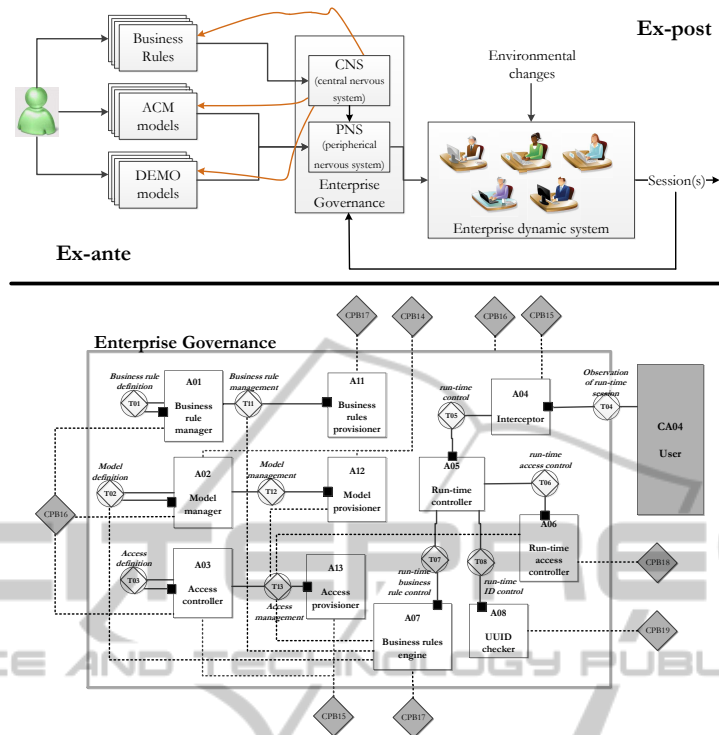 Ex-post
Business
Rules
ACM
models
DEMO
models
CNS
(central nervous
system)
PNS
(peripherical
nervous system)
Enterprise
Governance
Environmental
changes
Enterprise dynamic system
Session(s)
Ex-ante
CPB17
CPB14
CPB16
CPB15
Enterprise Governance
Business rule
definition
T01
A01
Business rule
manager
Business rule
management
T11
A11
Business
rules
provisioner
run-time
control
T05
A04
Interceptor
Observation
of run-time
session
T04
CA04
User
Model
definition
T02
A02
Model
manager
Model
management
T12
A12
Model
provisioner
A05
Run-time
controller
run-time
access control
T06
A06
Run-time
access
controller
CPB16
Access
definition
T03
A03
Access
controller
T13
Access
management
A13
Access
provisioner
T07
run-time
business
rule control
T08
run-time
ID control
CPB18
A07
Business rules
engine
A08
UUID
checker
CPB19
CPB15
CPB17
CE AND TECHNOLOGY PUBL